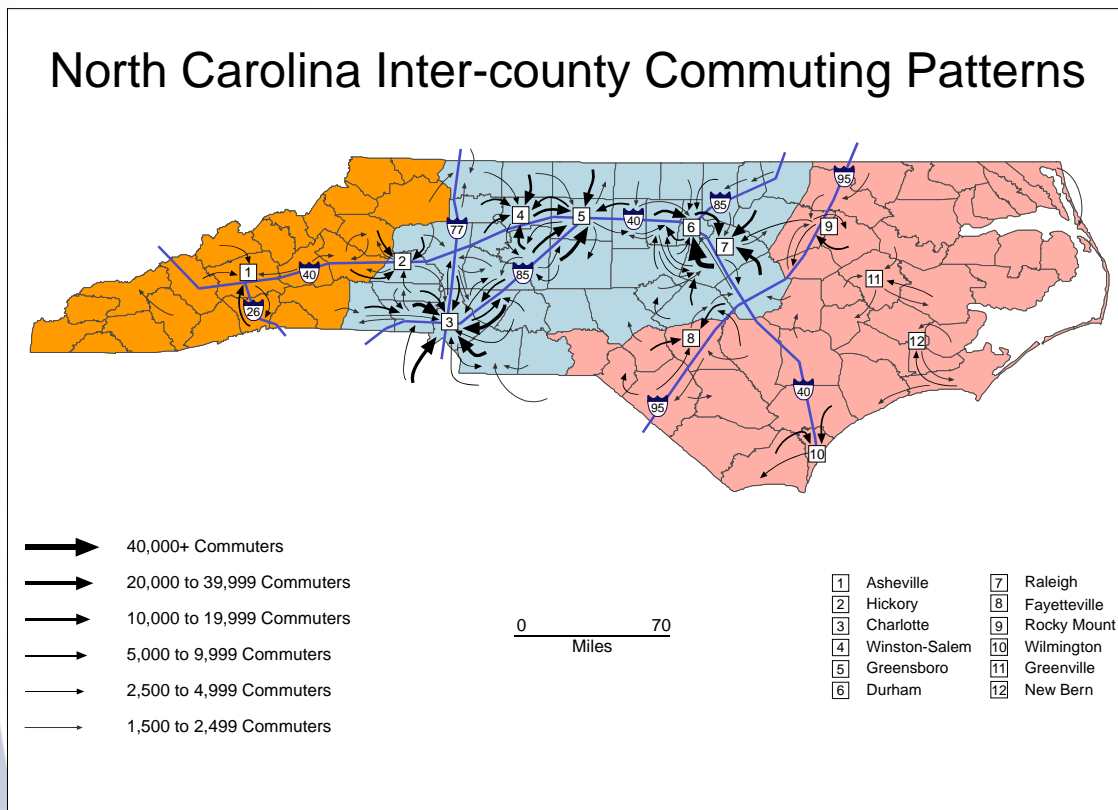 North Carolina Inter-county Commuting Patterns
95
85
77
4
5
40
6
9
7
2
1
40
85
11
26
3
8
12
40
95
10
40,000+ Commuters
20,000 to 39,999 Commuters
10,000 to 19,999 Commuters
5,000 to 9,999 Commuters
2,500 to 4,999 Commuters
1,500 to 2,499 Commuters
0 70
Miles
1 Asheville
2 Hickory
3 Charlotte
4 Winston-Salem
5 Greensboro
6 Durham
7 Raleigh
8 Fayetteville
9 Rocky Mount
10 Wilmington
11 Greenville
12 New Bern